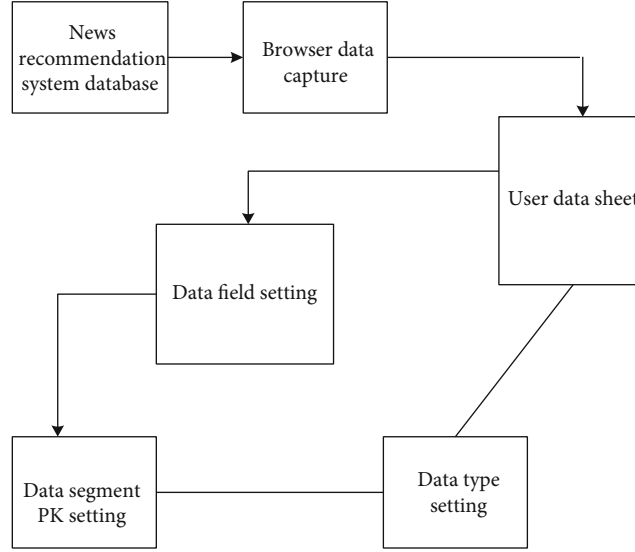 News
recommendation
system database
Browser data
capture
User data sheet
Data field setting
Data segment
PK setting
Data type
setting